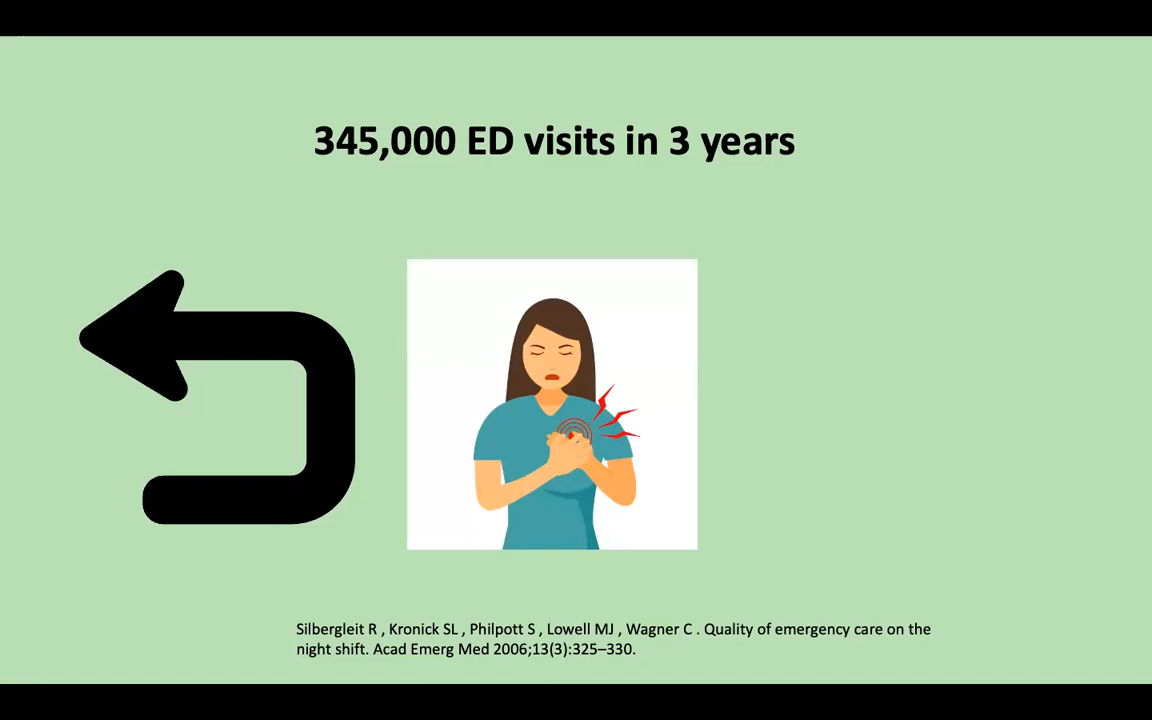 345,000 ED visits in 3 years
Silbergleit R , Kronick SL , Philpott S , Lowell MJ , Wagner C . Quality of emergency care on the
night shift. Acad Emerg Med 2006;13(3):325–330.